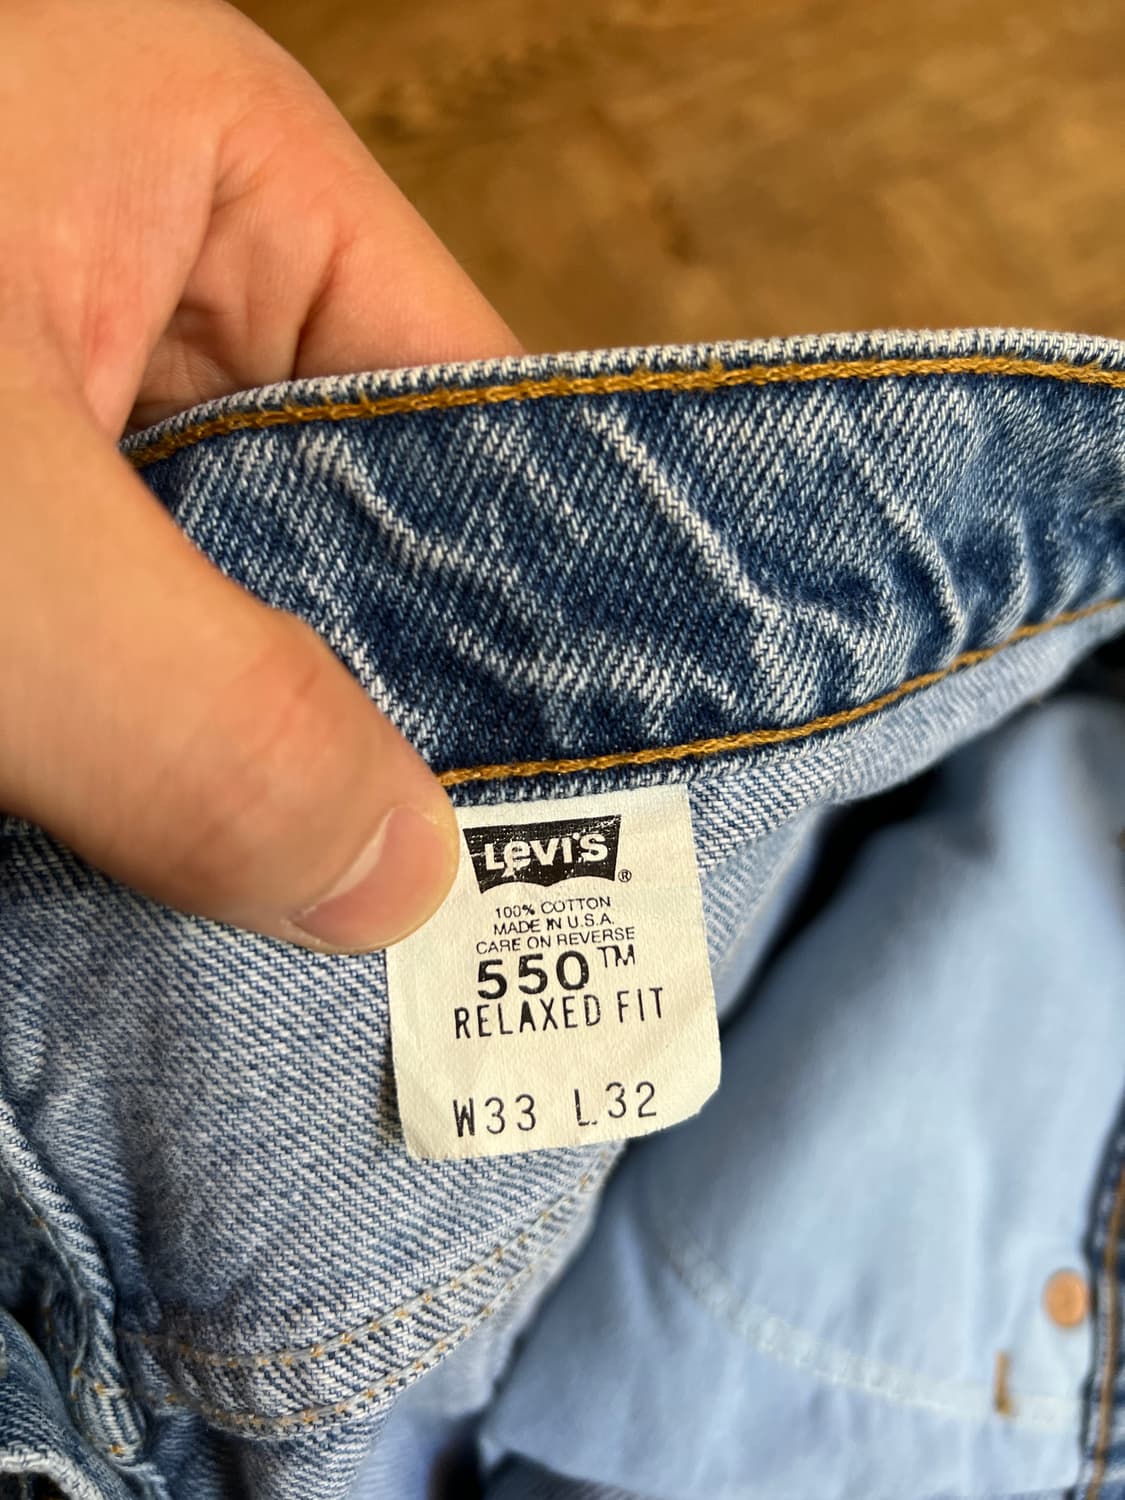 Levi's ®
100% COTTON
MADE IN U.S.A.
CARE ON REVERSE
550™
RELAXED FIT
W33 L32